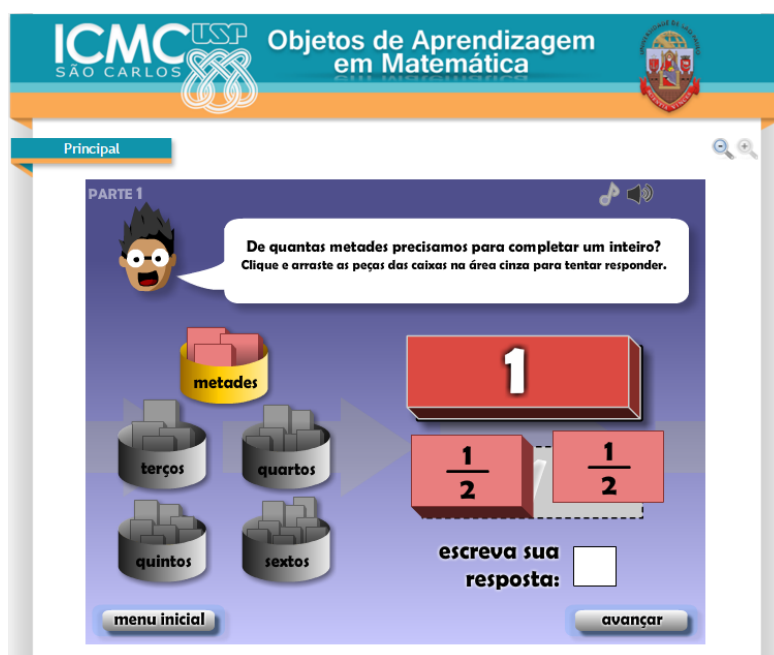 ICMC USP
SÃO CARLOS
Objetos de Aprendizagem
em Matemática
Principal
PARTE 1
De quantas metades precisamos para completar um inteiro?
Clique e arraste as peças das caixas na área cinza para tentar responder.
metades
1
terços
quartos
1
2
1
2
quintos
sextos
escreva sua
resposta:
menu inicial
avançar